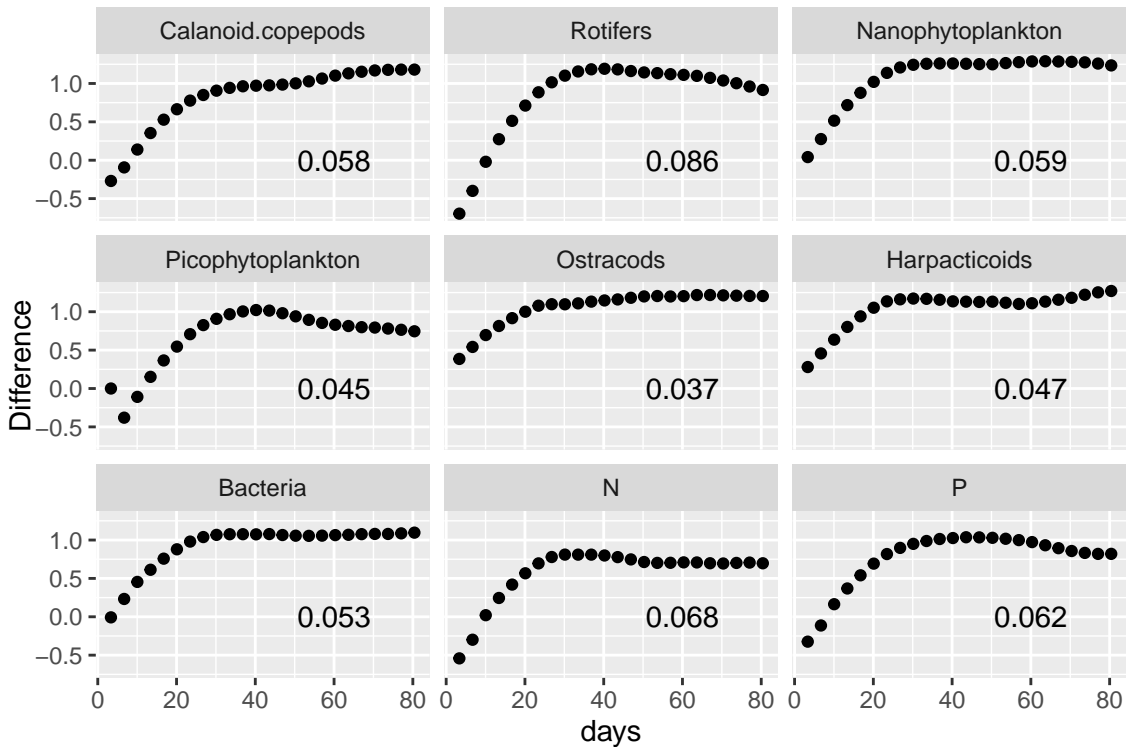 Calanoid.copepods Rotifers Nanophytoplankton
1.0
0.5
0.0
−0.5
0.058 0.086 0.059
Picophytoplankton Ostracods Harpacticoids
1.0
0.5
0.0
−0.5
0.045 0.037 0.047
Difference
Bacteria N P
1.0
0.5
0.0
−0.5
0.053 0.068 0.062
0 20 40 60 80 0 20 40 60 80 0 20 40 60 80
days